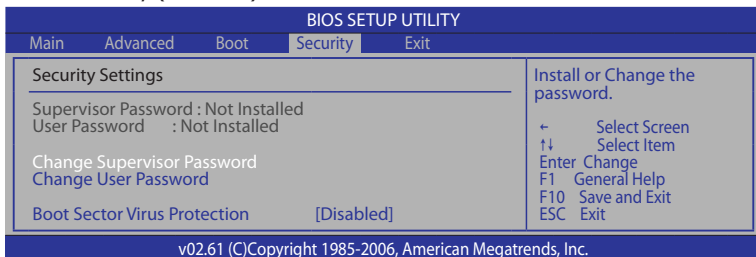 BIOS SETUP UTILITY
Main Advanced Boot Security Exit
Security Settings
Supervisor Password : Not Installed
User Password : Not Installed
Change Supervisor Password
Change User Password
Boot Sector Virus Protection [Disabled]
Install or Change the
password.
← Select Screen
↑↓ Select Item
Enter Change
F1 General Help
F10 Save and Exit
ESC Exit
v02.61 (C)Copyright 1985-2006, American Megatrends, Inc.